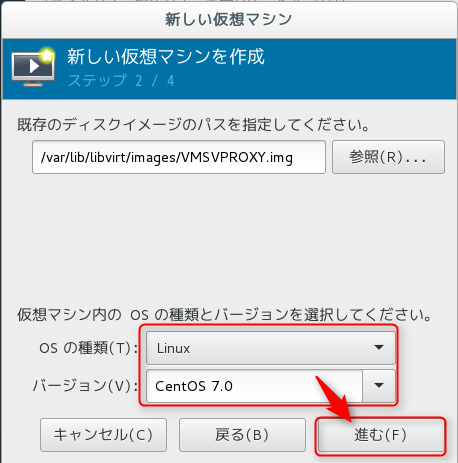 新しい仮想マシン
新しい仮想マシンを作成
ステップ 2 / 4
既存のディスクイメージのパスを指定してください。
/var/lib/libvirt/images/VMSVPROXY.img 参照(R)...
仮想マシン内の OS の種類とバージョンを選択してください。
OS の種類(T): Linux
バージョン(V): CentOS 7.0
キャンセル(C) 戻る(B) 進む(F)